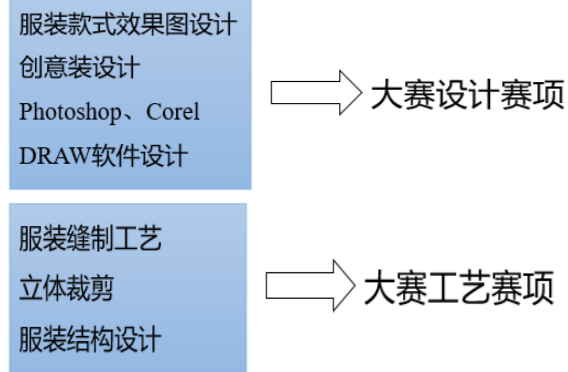 服装款式效果图设计
创意装设计
Photoshop、Corel
DRAW软件设计
大赛设计赛项
服装缝制工艺
立体裁剪
服装结构设计
大赛工艺赛项